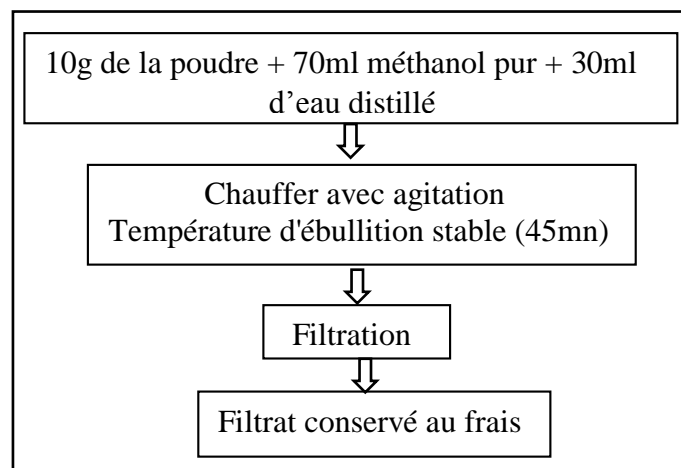 10g de la poudre + 70ml méthanol pur + 30ml
d’eau distillé
Chauffer avec agitation
Température d'ébullition stable (45mn)
Filtration
Filtrat conservé au frais